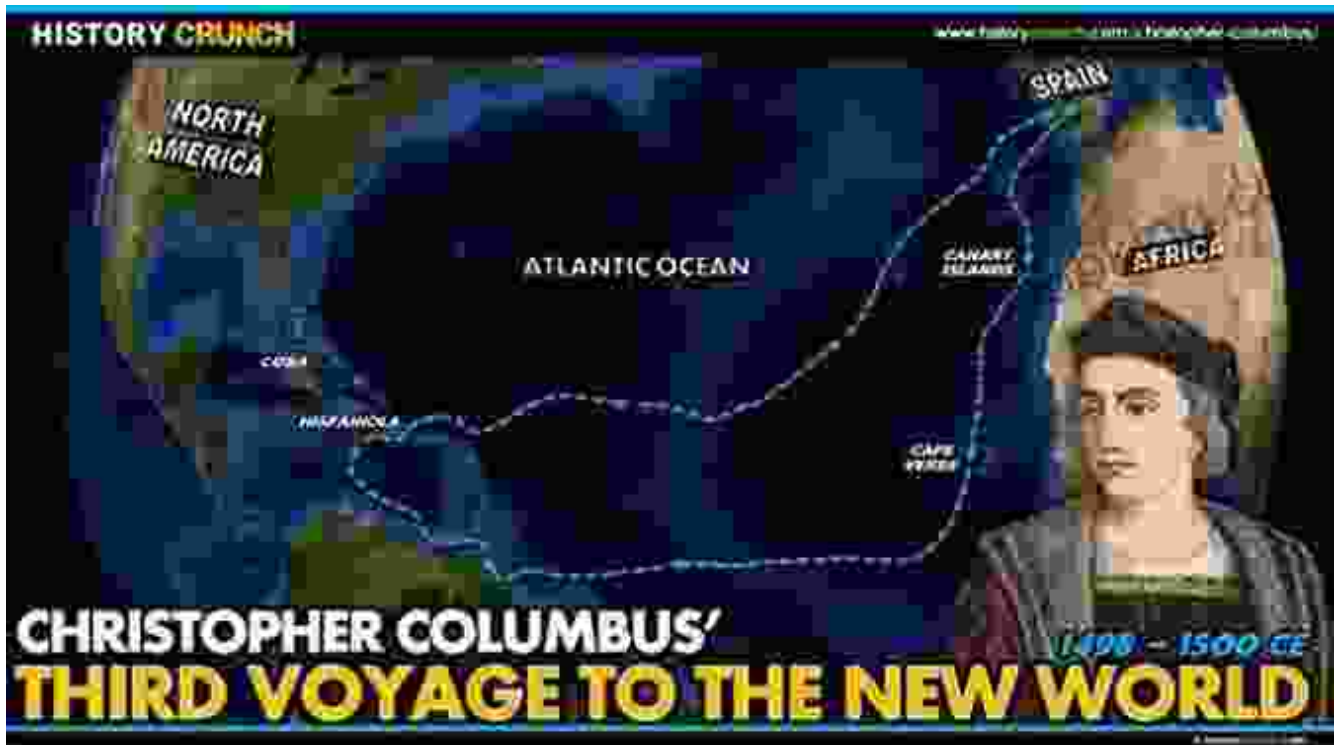 HISTORY CRUNCH
SPAIN
NORTH
AMERICA
ATLANTIC OCEAN
CANARY
ISLANDS
AFRICA
CUBA
HISPANIOLA
CAPE
VERDE
CHRISTOPHER COLUMBUS'
1498 – 1500 CE
THIRD VOYAGE TO THE NEW WORLD